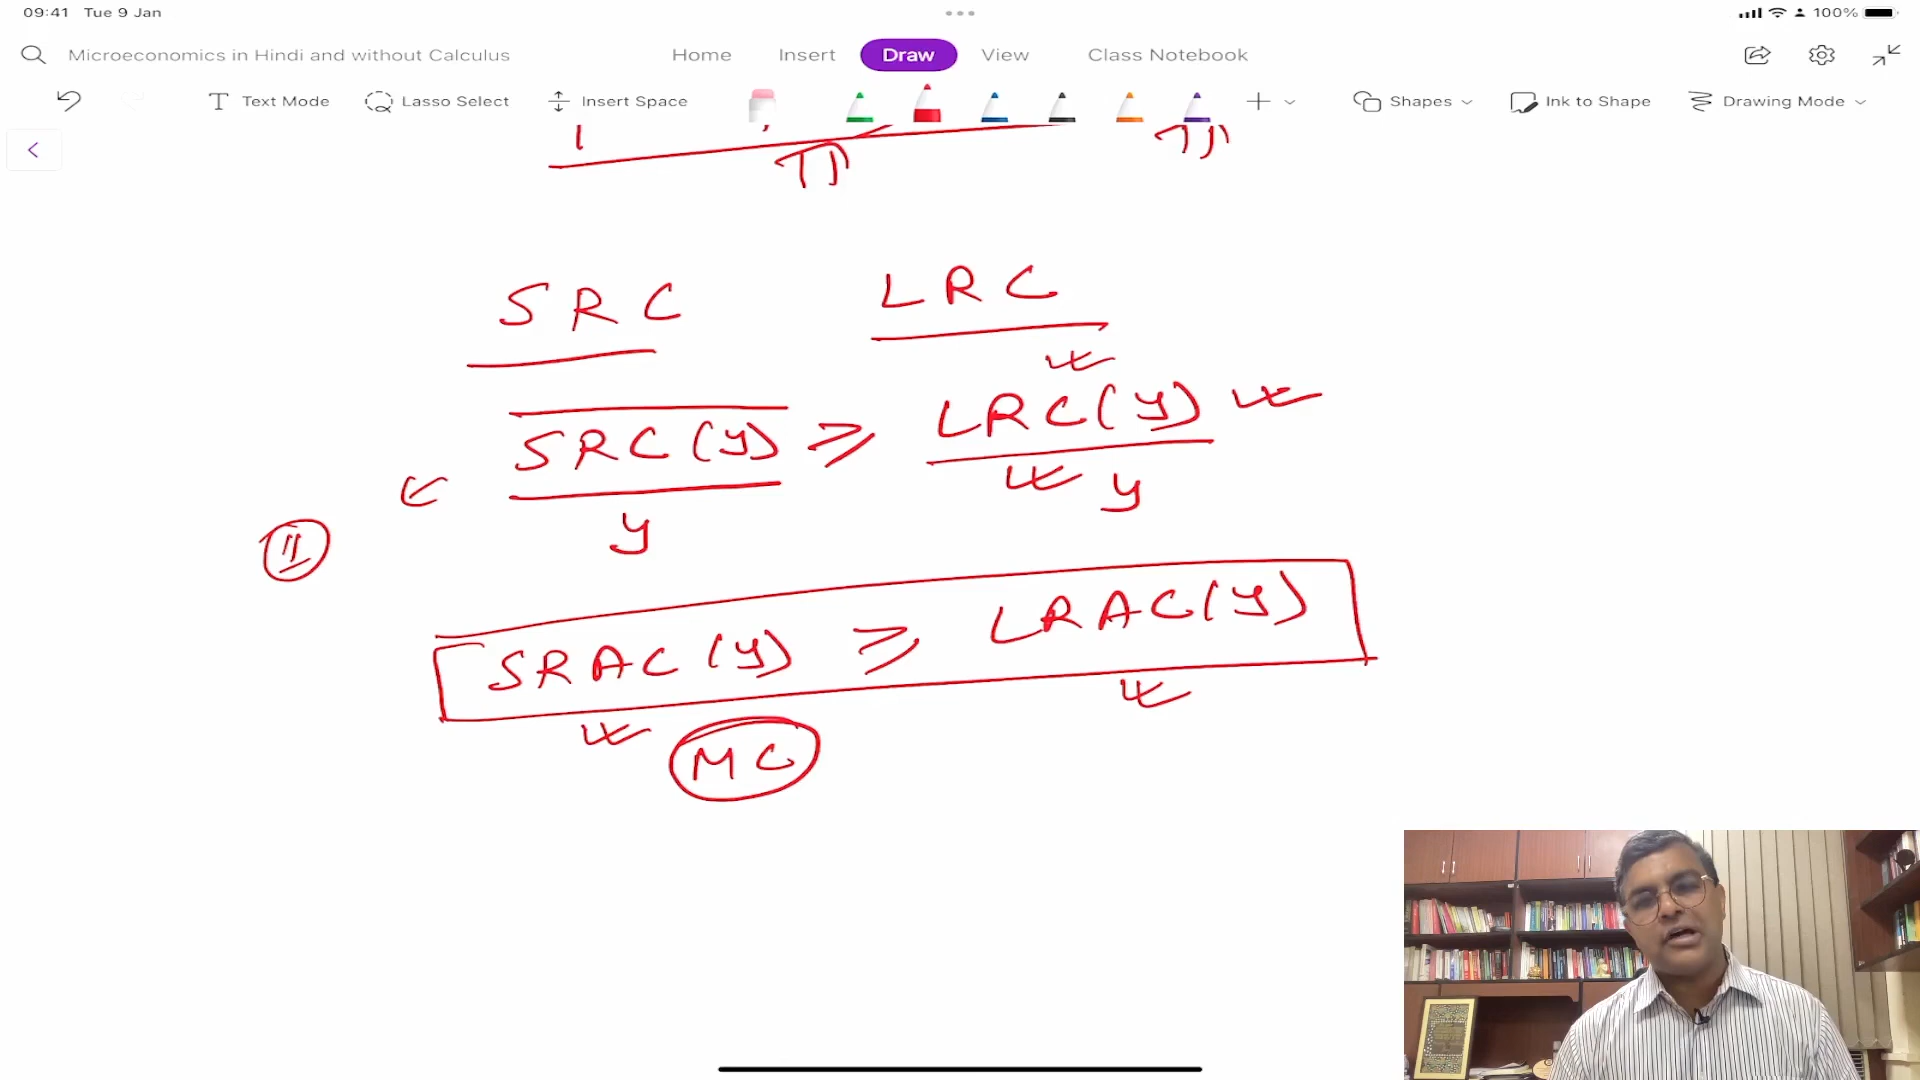 09:41 Tue 9 Jan
100%
Microeconomics in Hindi and without Calculus
Home Insert Draw View Class Notebook
Text Mode Lasso Select Insert Space Shapes Ink to Shape Drawing Mode
SRC LRC
SRC(y) ≥ LRC(y)
y y
II
SRAC(y) ≥ LRAC(y)
MC